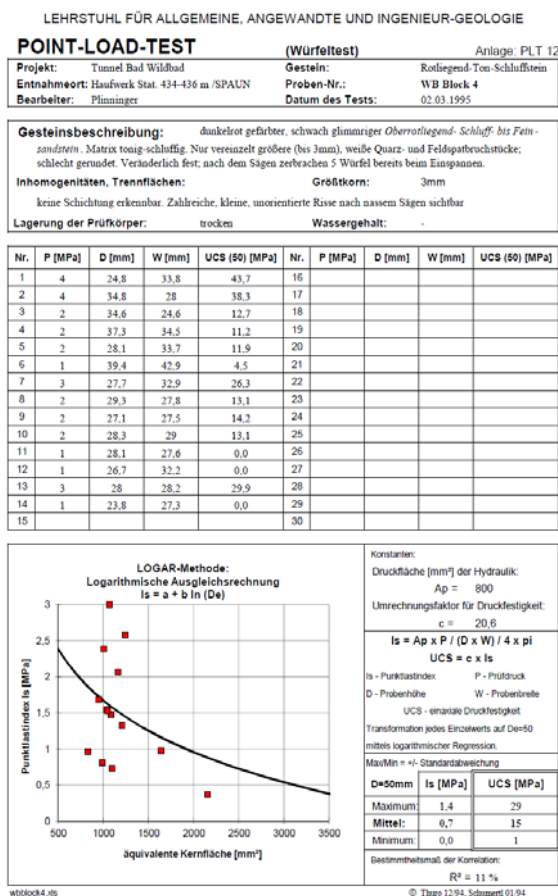 LEHRSTUHL FÜR ALLGEMEINE, ANGEWANDTE UND INGENIEUR-GEOLOGIE
POINT-LOAD-TEST (Würfeltest) Anlage: PLT 12
Projekt: Tunnel Bad Wildbad Gestein: Rotliegend-Ton-Schluffstein
Entnahmeort: Haufwerk Stat. 434-436 m /SPAUN Proben-Nr.: WB Block 4
Bearbeiter: Plinninger Datum des Tests: 02.03.1995
Gesteinsbeschreibung: dunkelrot gefärbter, schwach glimmriger Oberrotliegend- Schluff- bis Fein-
sandstein. Matrix tonig-schluffig. Nur vereinzelt größere (bis 3mm), weiße Quarz- und Feldspatbruchstücke;
schlecht gerundet. Veränderlich fest; nach dem Sägen zerbrachen 5 Würfel bereits beim Einspannen.
Inhomogenitäten, Trennflächen: Größtkorn: 3mm
keine Schichtung erkennbar. Zahlreiche, kleine, unorientierte Risse nach nassem Sägen sichtbar
Lagerung der Prüfkörper: trocken Wassergehalt: -
Nr. P [MPa] D [mm] W [mm] UCS (50) [MPa] Nr. P [MPa] D [mm] W [mm] UCS (50) [MPa]
1 4 24,8 33,8 43,7 16
2 4 34,8 28 38,3 17
3 2 34,6 24,6 12,7 18
4 2 37,3 34,5 11,2 19
5 2 28,1 33,7 11,9 20
6 1 39,4 42,9 4,5 21
7 3 27,7 32,9 26,3 22
8 2 29,3 27,8 13,1 23
9 2 27,1 27,5 14,2 24
10 2 28,3 29 13,1 25
11 1 28,1 27,6 0,0 26
12 1 26,7 32,2 0,0 27
13 3 28 28,2 29,9 28
14 1 23,8 27,3 0,0 29
15 30
LOGAR-Methode:
Logarithmische Ausgleichsrechnung
Is = a + b ln (De)
Punktlastindex Is [MPa]
3
2,5
2
1,5
1
0,5
0
500 1000 1500 2000 2500 3000 3500
äquivalente Kernfläche [mm²]
Konstanten:
Druckfläche [mm²] der Hydraulik:
Ap = 800
Umrechnungsfaktor für Druckfestigkeit:
c = 20,6
Is = Ap x P / (D x W) / 4 x pi
UCS = c x Is
Is - Punktlastindex P - Prüfdruck
D - Probenhöhe W - Probenbreite
UCS - einaxiale Druckfestigkeit
Transformation jedes Einzelwerts auf De=50
mittels logarithmischer Regression.
Max/Min = +/- Standardabweichung
D=50mm Is [MPa] UCS [MPa]
Maximum: 1,4 29
Mittel: 0,7 15
Minimum: 0,0 1
Bestimmtheitsmaß der Korrelation:
R² = 11 %
wbblock4.xls © Thuro 12/94, Schumertl 01/94